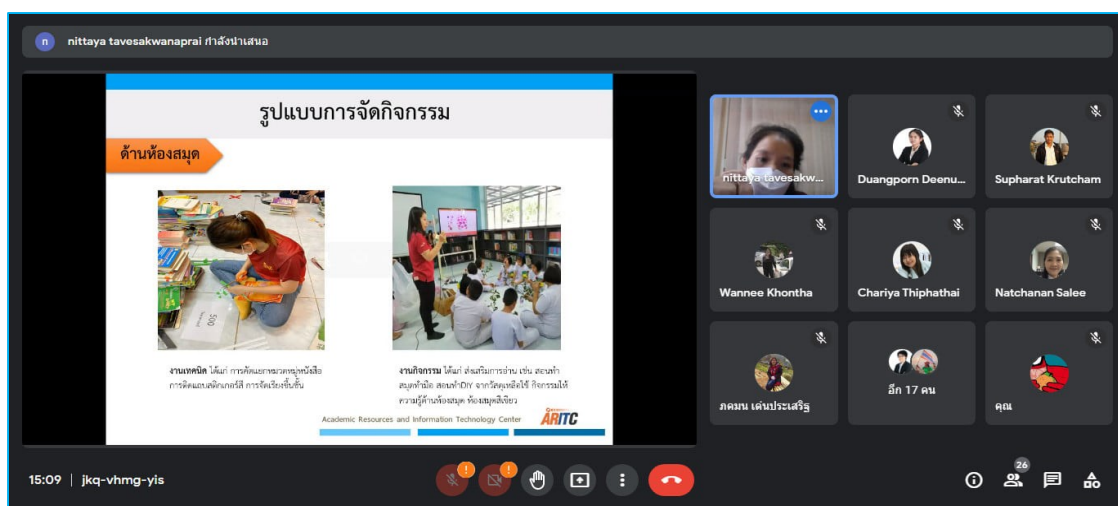 n nittaya tavesakwanaprai กำลังนำเสนอ
รูปแบบการจัดกิจกรรม
ด้านห้องสมุด
500
งานเทคนิค ได้แก่ การคัดแยกหมวดหมู่หนังสือ
การติดแถบสติกเกอร์สี การจัดเรียงขึ้นชั้น
งานกิจกรรม ได้แก่ ส่งเสริมการอ่าน เช่น สอนทำ
สมุดทำมือ สอนทำDIY จากวัสดุเหลือใช้ กิจกรรมให้
ความรู้ด้านห้องสมุด ห้องสมุดสีเขียว
Academic Resources and Information Technology Center
ARITC
nittaya tavesakw...
Duangporn Deenu...
Supharat Krutcham
Wannee Khontha
Chariya Thiphathai
Natchanan Salee
ภคมน เด่นประเสริฐ
อีก 17 คน
คุณ
15:09 | jkq-vhmg-yis
26